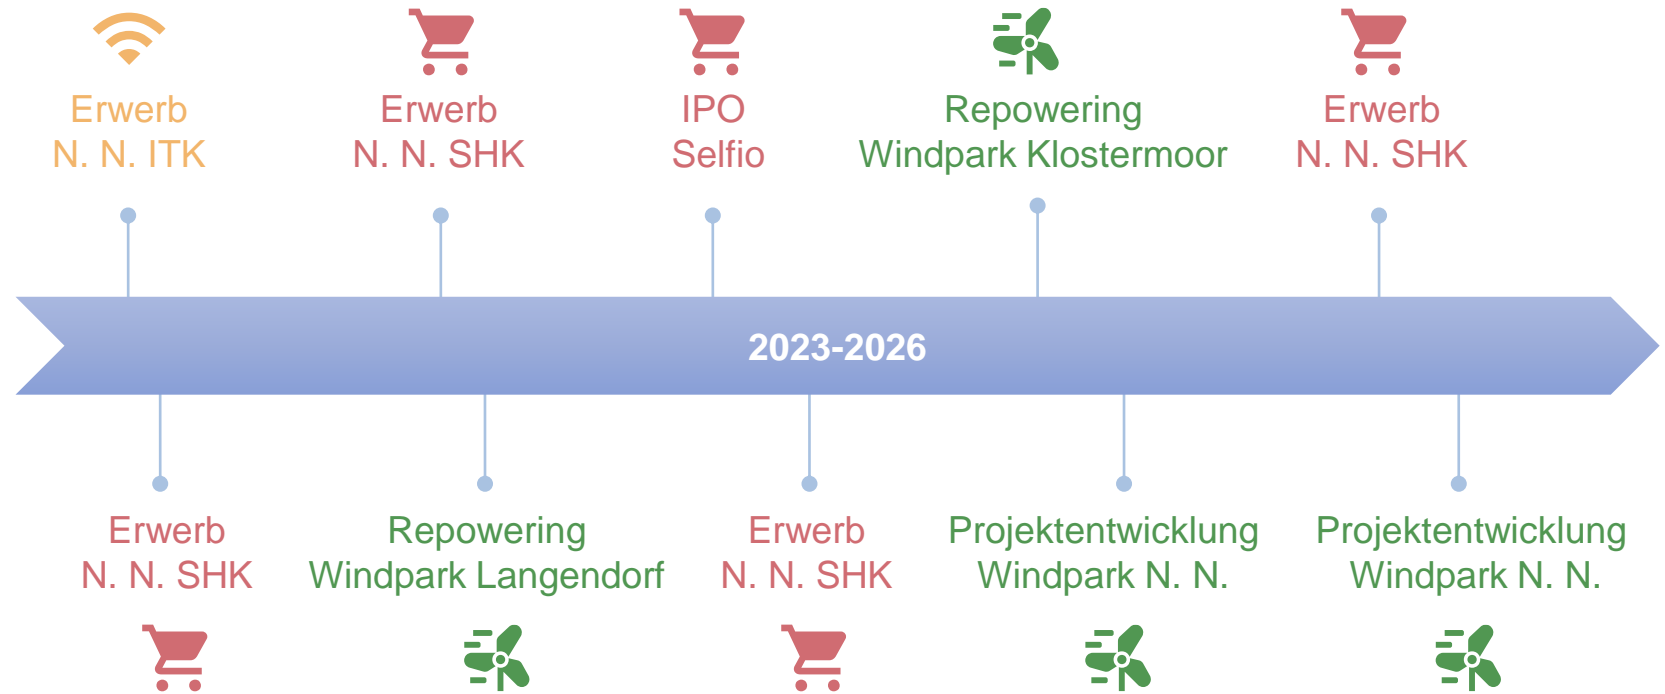 Erwerb
N. N. ITK
Erwerb
N. N. SHK
IPO
Selfio
Repowering
Windpark Klostermoor
Erwerb
N. N. SHK
2023-2026
Erwerb
N. N. SHK
Repowering
Windpark Langendorf
Erwerb
N. N. SHK
Projektentwicklung
Windpark N. N.
Projektentwicklung
Windpark N. N.